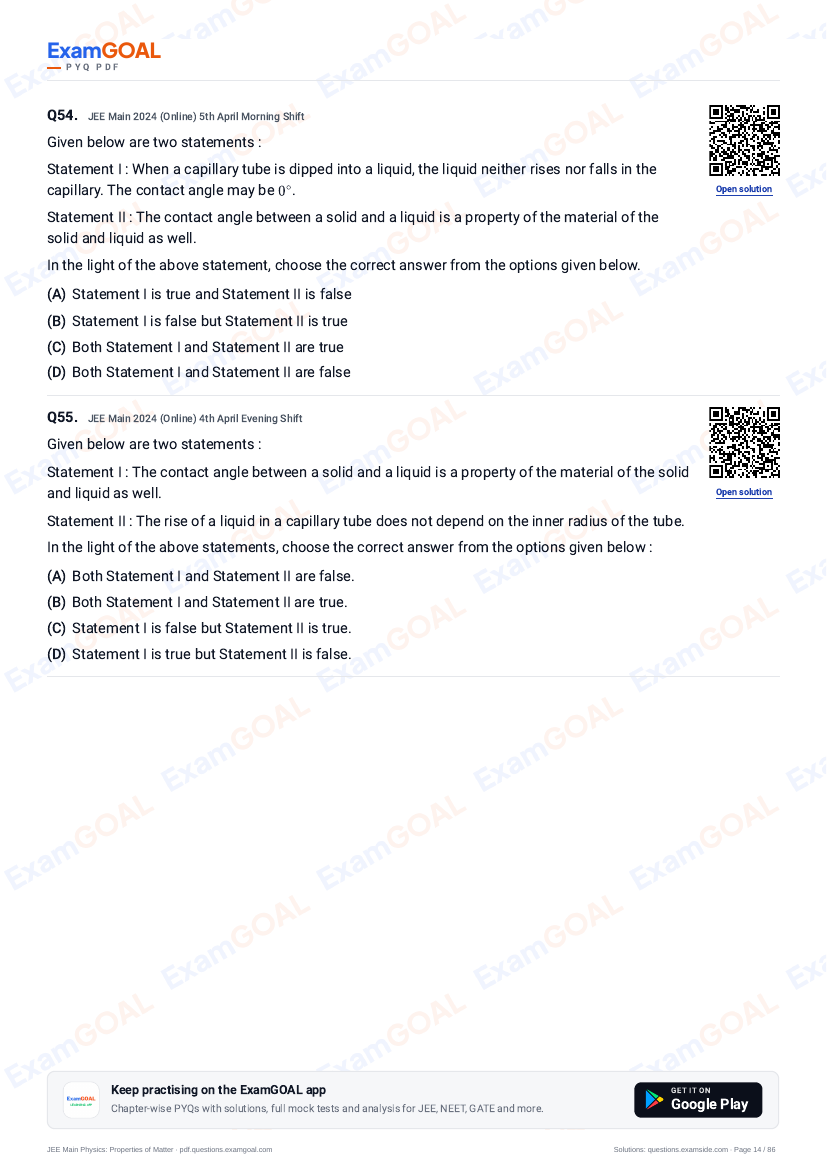 ExamGOAL
PYQ PDF
Q54. JEE Main 2024 (Online) 5th April Morning Shift
Given below are two statements :
Statement I : When a capillary tube is dipped into a liquid, the liquid neither rises nor falls in the
capillary. The contact angle may be 0°.
Statement II : The contact angle between a solid and a liquid is a property of the material of the
solid and liquid as well.
In the light of the above statement, choose the correct answer from the options given below.
(A) Statement I is true and Statement II is false
(B) Statement I is false but Statement II is true
(C) Both Statement I and Statement II are true
(D) Both Statement I and Statement II are false
Open solution
Q55. JEE Main 2024 (Online) 4th April Evening Shift
Given below are two statements :
Statement I : The contact angle between a solid and a liquid is a property of the material of the solid
and liquid as well.
Statement II : The rise of a liquid in a capillary tube does not depend on the inner radius of the tube.
In the light of the above statements, choose the correct answer from the options given below :
(A) Both Statement I and Statement II are false.
(B) Both Statement I and Statement II are true.
(C) Statement I is false but Statement II is true.
(D) Statement I is true but Statement II is false.
Open solution
ExamGOAL
Keep practising on the ExamGOAL app
Chapter-wise PYQs with solutions, full mock tests and analysis for JEE, NEET, GATE and more.
GET IT ON
Google Play
JEE Main Physics: Properties of Matter · pdf.questions.examgoal.com
Solutions: questions.examside.com · Page 14 / 86